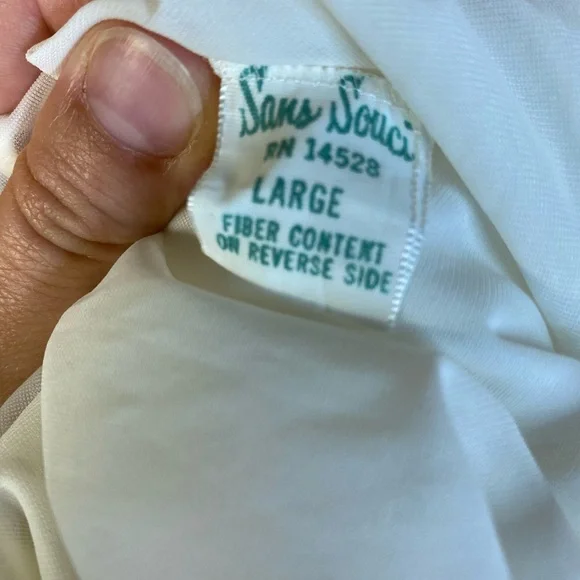 Sans Souci
RN 14528
LARGE
FIBER CONTENT
ON REVERSE SIDE